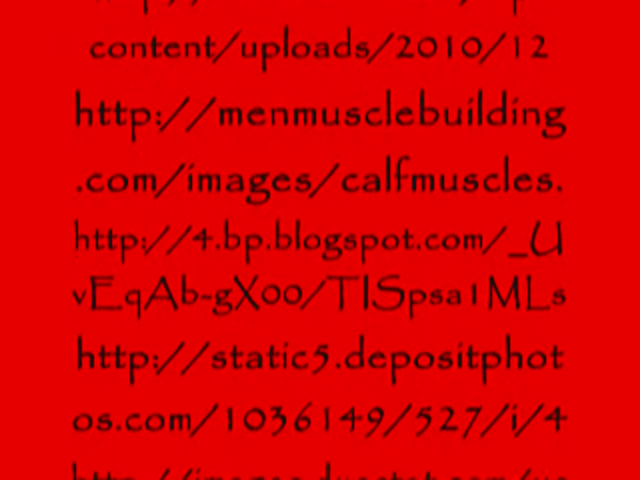 content/uploads/2010/12
http://menmusclebuilding
.com/images/calfmuscles.
http://4.bp.blogspot.com/_U
vEqAb-gX00/TISpsa1MLs
http://static5.depositphot
os.com/1036149/527/i/4